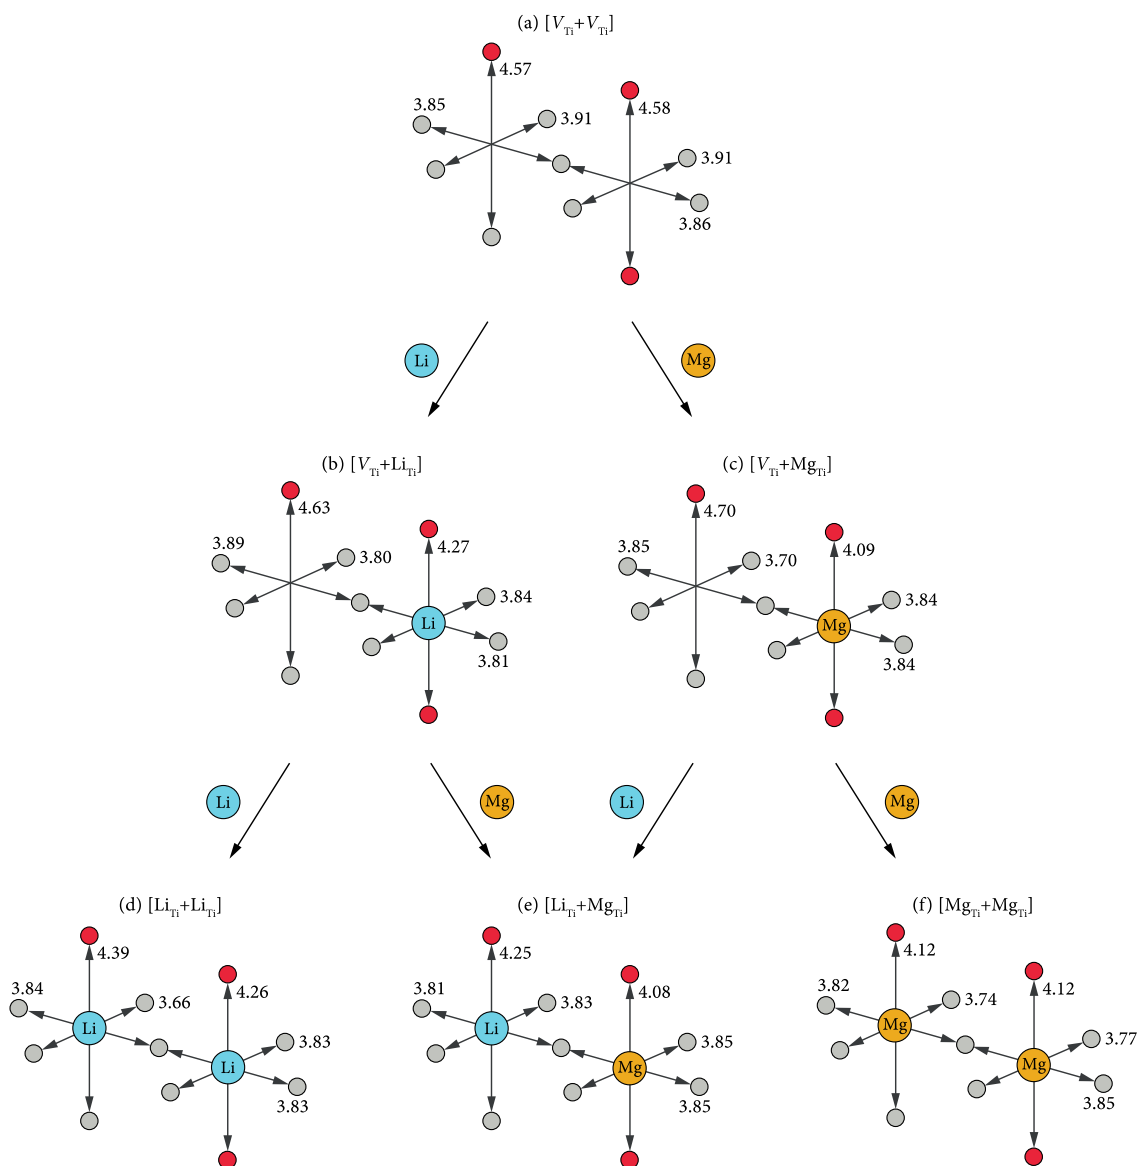 (a) [V_Ti+V_Ti]
4.57
4.58
3.85
3.91
3.91
3.86
Li
Mg
(b) [V_Ti+Li_Ti]
(c) [V_Ti+Mg_Ti]
4.63
4.27
3.89
3.80
3.84
Li
3.81
4.70
4.09
3.85
3.70
3.84
Mg
3.84
Li
Mg
Li
Mg
(d) [Li_Ti+Li_Ti]
(e) [Li_Ti+Mg_Ti]
(f) [Mg_Ti+Mg_Ti]
4.39
4.26
3.84
3.66
Li
3.83
Li
3.83
4.25
4.08
3.81
3.83
Li
3.85
Mg
3.85
4.12
4.12
3.82
3.74
Mg
3.77
Mg
3.85